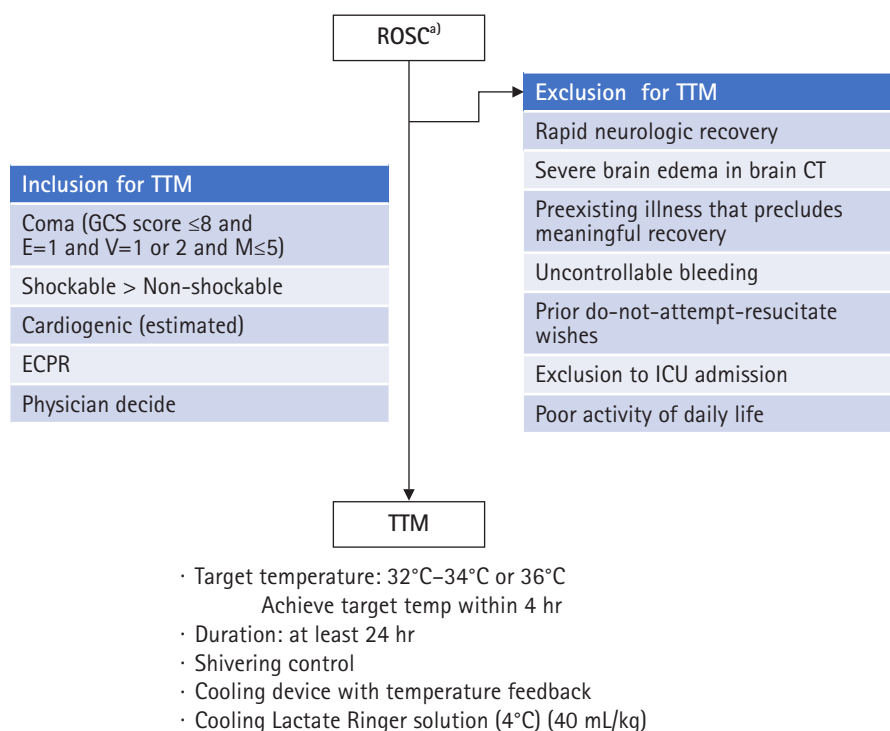 ROSCa)
Exclusion for TTM
Rapid neurologic recovery
Severe brain edema in brain CT
Preexisting illness that precludes
meaningful recovery
Uncontrollable bleeding
Prior do-not-attempt-resucitate
wishes
Exclusion to ICU admission
Poor activity of daily life
Inclusion for TTM
Coma (GCS score ≤8 and
E=1 and V=1 or 2 and M≤5)
Shockable > Non-shockable
Cardiogenic (estimated)
ECPR
Physician decide
TTM
· Target temperature: 32°C–34°C or 36°C
Achieve target temp within 4 hr
· Duration: at least 24 hr
· Shivering control
· Cooling device with temperature feedback
· Cooling Lactate Ringer solution (4°C) (40 mL/kg)